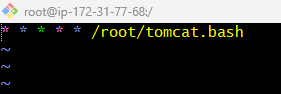 root@ip-172-31-77-68:/
* * * * * /root/tomcat.bash
~
~
~